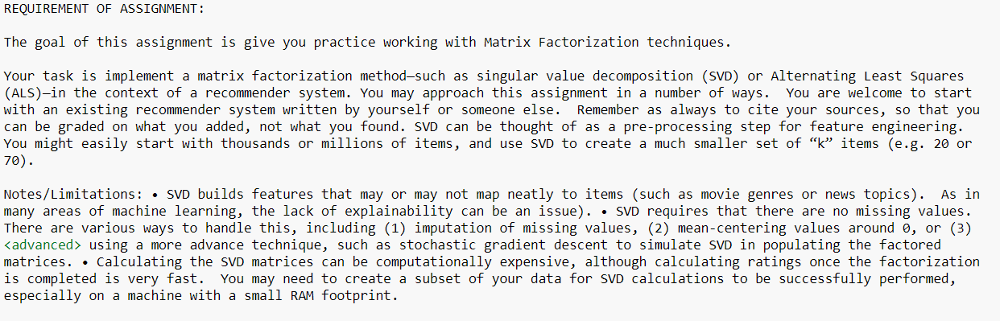 REQUIREMENT OF ASSIGNMENT:
The goal of this assignment is give you practice working with Matrix Factorization techniques.
Your task is implement a matrix factorization method—such as singular value decomposition (SVD) or Alternating Least Squares
(ALS)—in the context of a recommender system. You may approach this assignment in a number of ways.  You are welcome to start
with an existing recommender system written by yourself or someone else.  Remember as always to cite your sources, so that you
can be graded on what you added, not what you found. SVD can be thought of as a pre-processing step for feature engineering.
You might easily start with thousands or millions of items, and use SVD to create a much smaller set of “k” items (e.g. 20 or
70).
Notes/Limitations: • SVD builds features that may or may not map neatly to items (such as movie genres or news topics).  As in
many areas of machine learning, the lack of explainability can be an issue). • SVD requires that there are no missing values.
There are various ways to handle this, including (1) imputation of missing values, (2) mean-centering values around 0, or (3)
<advanced> using a more advance technique, such as stochastic gradient descent to simulate SVD in populating the factored
matrices. • Calculating the SVD matrices can be computationally expensive, although calculating ratings once the factorization
is completed is very fast.  You may need to create a subset of your data for SVD calculations to be successfully performed,
especially on a machine with a small RAM footprint.